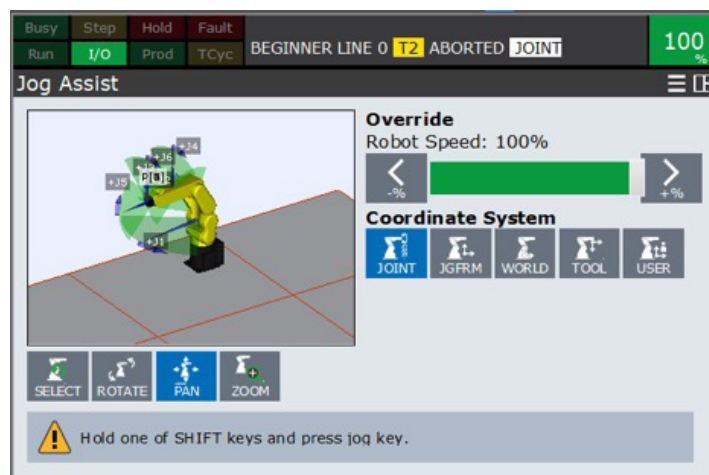 Busy Step Hold Fault
Run I/O Prod TCyc
BEGINNER LINE 0 T2 ABORTED JOINT
100
%
Jog Assist
+J4
+J6
+J5
P[
+J1
Override
Robot Speed: 100%
-%
+%
Coordinate System
JOINT JGFRM WORLD TOOL USER
SELECT ROTATE PAN ZOOM
Hold one of SHIFT keys and press jog key.